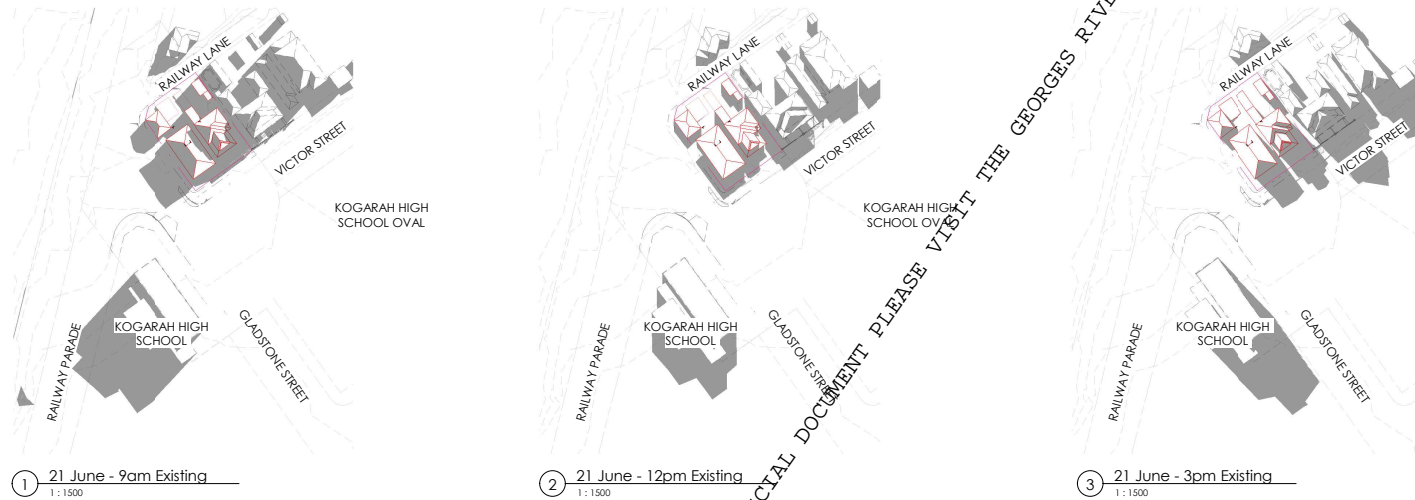 RAILWAY LANE
VICTOR STREET
KOGARAH HIGH
SCHOOL OVAL
KOGARAH HIGH
SCHOOL
RAILWAY PARADE
GLADSTONE STREET
1
21 June - 9am Existing
1 : 1500
RAILWAY LANE
VICTOR STREET
KOGARAH HIGH
SCHOOL OVAL
KOGARAH HIGH
SCHOOL
RAILWAY PARADE
GLADSTONE STREET
2
21 June - 12pm Existing
1 : 1500
DOCUMENT PLEASE VISIT THE GEORGES
RAILWAY LANE
VICTOR STREET
KOGARAH HIGH
SCHOOL
RAILWAY PARADE
GLADSTONE STREET
3
21 June - 3pm Existing
1 : 1500